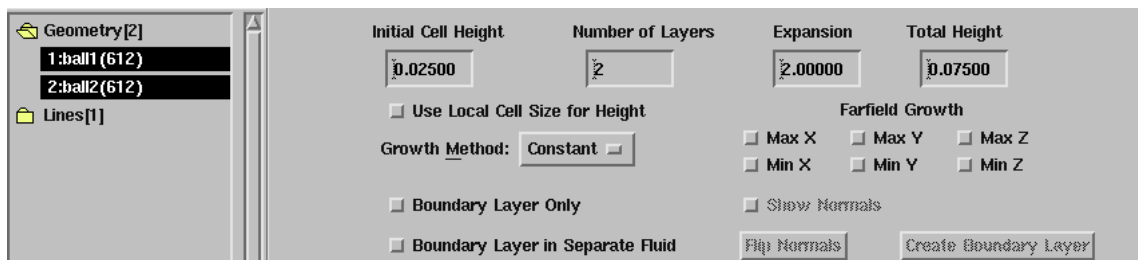 Geometry[2]
1:ball1(612)
2:ball2(612)
Lines[1]
Initial Cell Height Number of Layers Expansion Total Height
0.02500 2 2.00000 0.07500
Use Local Cell Size for Height Farfield Growth
Growth Method: Constant Max X Max Y Max Z
Min X Min Y Min Z
Boundary Layer Only Show Normals
Boundary Layer in Separate Fluid Flip Normals Create Boundary Layer